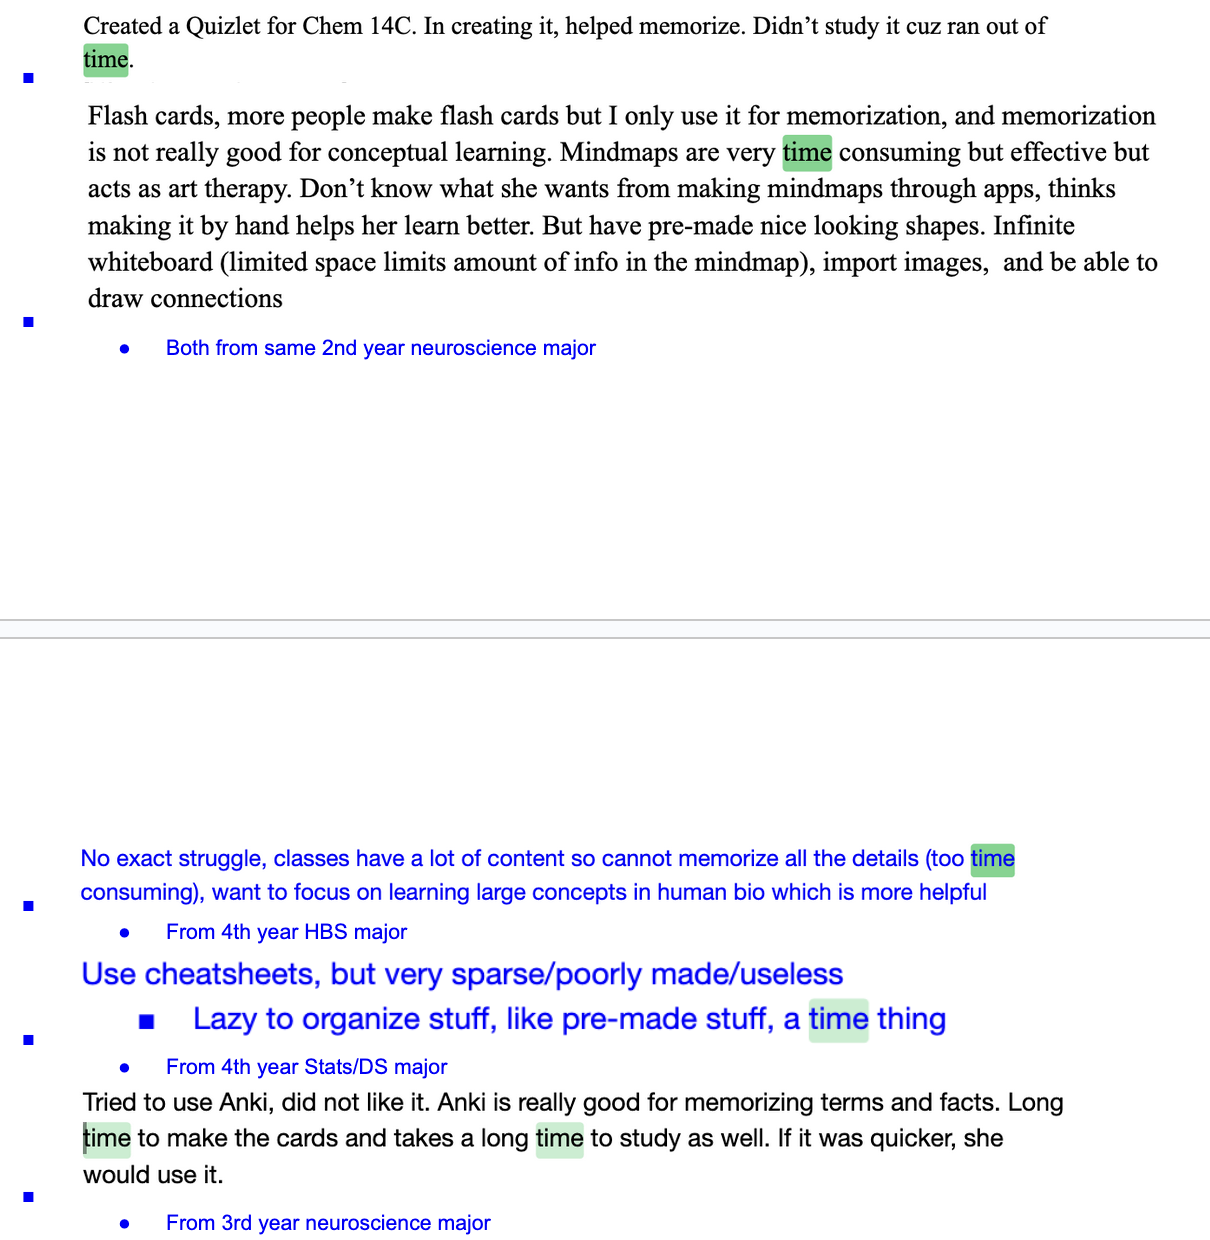 Created a Quizlet for Chem 14C. In creating it, helped memorize. Didn’t study it cuz ran out of
time.
Flash cards, more people make flash cards but I only use it for memorization, and memorization
is not really good for conceptual learning. Mindmaps are very time consuming but effective but
acts as art therapy. Don’t know what she wants from making mindmaps through apps, thinks
making it by hand helps her learn better. But have pre-made nice looking shapes. Infinite
whiteboard (limited space limits amount of info in the mindmap), import images, and be able to
draw connections
Both from same 2nd year neuroscience major
No exact struggle, classes have a lot of content so cannot memorize all the details (too time
consuming), want to focus on learning large concepts in human bio which is more helpful
From 4th year HBS major
Use cheatsheets, but very sparse/poorly made/useless
Lazy to organize stuff, like pre-made stuff, a time thing
From 4th year Stats/DS major
Tried to use Anki, did not like it. Anki is really good for memorizing terms and facts. Long
time to make the cards and takes a long time to study as well. If it was quicker, she
would use it.
From 3rd year neuroscience major